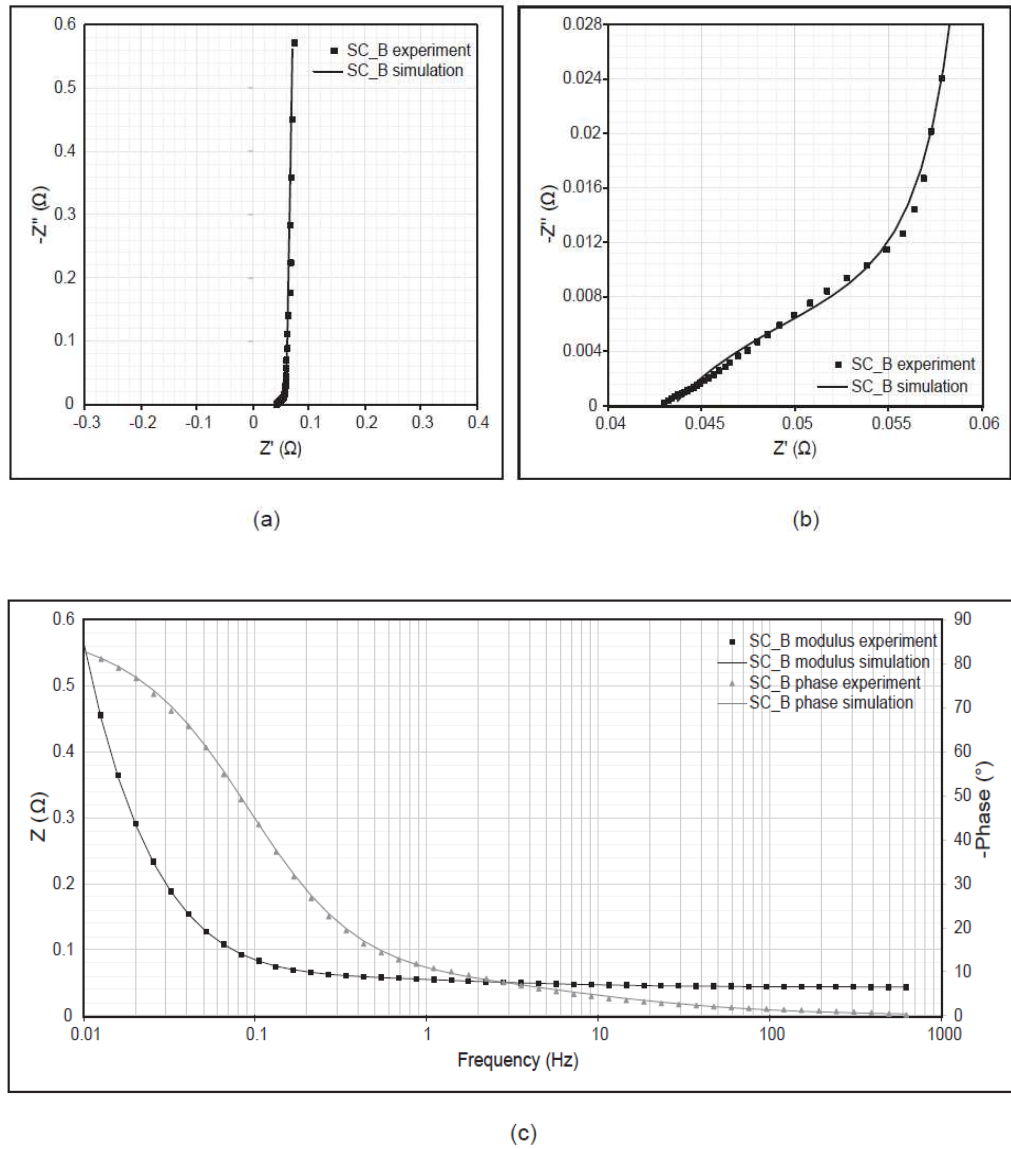 0.6
0.5
0.4
0.3
0.2
0.1
0
-Z'' (Ω)
SC_B experiment
SC_B simulation
-0.3 -0.2 -0.1 0 0.1 0.2 0.3 0.4
Z' (Ω)
(a)
0.028
0.024
0.02
0.016
0.012
0.008
0.004
0
-Z'' (Ω)
SC_B experiment
SC_B simulation
0.04 0.045 0.05 0.055 0.06
Z' (Ω)
(b)
0.6
0.5
0.4
0.3
0.2
0.1
0
Z (Ω)
SC_B modulus experiment
SC_B modulus simulation
SC_B phase experiment
SC_B phase simulation
90
80
70
60
50
40
30
20
10
0
-Phase (°)
0.01 0.1 1 10 100 1000
Frequency (Hz)
(c)